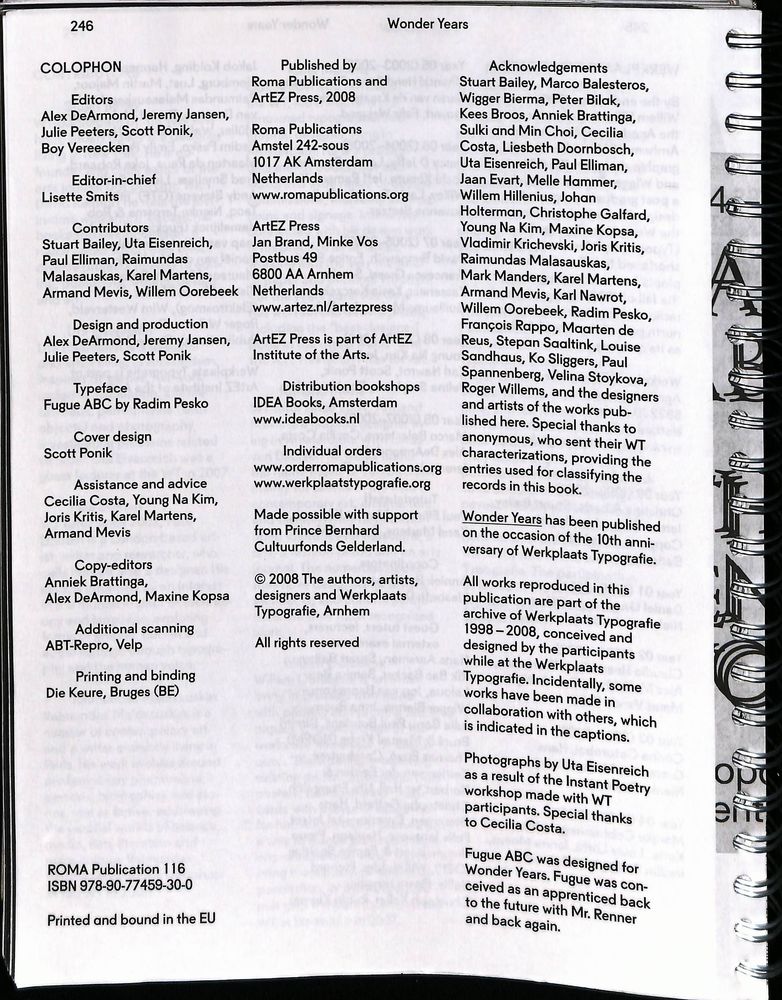 246
Wonder Years
COLOPHON
Editors
Alex DeArmond, Jeremy Jansen,
Julie Peeters, Scott Ponik,
Boy Vereecken
Editor-in-chief
Lisette Smits
Contributors
Stuart Bailey, Uta Eisenreich,
Paul Elliman, Raimundas
Malasauskas, Karel Martens,
Armand Mevis, Willem Oorebeek
Design and production
Alex DeArmond, Jeremy Jansen,
Julie Peeters, Scott Ponik
Typeface
Fugue ABC by Radim Pesko
Cover design
Scott Ponik
Assistance and advice
Cecilia Costa, Young Na Kim,
Joris Kritis, Karel Martens,
Armand Mevis
Copy-editors
Anniek Brattinga,
Alex DeArmond, Maxine Kopsa
Additional scanning
ABT-Repro, Velp
Printing and binding
Die Keure, Bruges (BE)
ROMA Publication 116
ISBN 978-90-77459-30-0
Printed and bound in the EU
Published by
Roma Publications and
ArtEZ Press, 2008
Roma Publications
Amstel 242-sous
1017 AK Amsterdam
Netherlands
www.romapublications.org
ArtEZ Press
Jan Brand, Minke Vos
Postbus 49
6800 AA Arnhem
Netherlands
www.artez.nl/artezpress
ArtEZ Press is part of ArtEZ
Institute of the Arts.
Distribution bookshops
IDEA Books, Amsterdam
www.ideabooks.nl
Individual orders
www.orderromapublications.org
www.werkplaatstypografie.org
Made possible with support
from Prince Bernhard
Cultuurfonds Gelderland.
© 2008 The authors, artists,
designers and Werkplaats
Typografie, Arnhem
All rights reserved
Acknowledgements
Stuart Bailey, Marco Balesteros,
Wigger Bierma, Peter Bilak,
Kees Broos, Anniek Brattinga,
Sulki and Min Choi, Cecilia
Costa, Liesbeth Doornbosch,
Uta Eisenreich, Paul Elliman,
Jaan Evart, Melle Hammer,
Willem Hillenius, Johan
Holterman, Christophe Galfard,
Young Na Kim, Maxine Kopsa,
Vladimir Krichevski, Joris Kritis,
Raimundas Malasauskas,
Mark Manders, Karel Martens,
Armand Mevis, Karl Nawrot,
Willem Oorebeek, Radim Pesko,
François Rappo, Maarten de
Reus, Stepan Saaltink, Louise
Sandhaus, Ko Sliggers, Paul
Spannenberg, Velina Stoykova,
Roger Willems, and the designers
and artists of the works pub-
lished here. Special thanks to
anonymous, who sent their WT
characterizations, providing the
entries used for classifying the
records in this book.
Wonder Years has been published
on the occasion of the 10th anni-
versary of Werkplaats Typografie.
All works reproduced in this
publication are part of the
archive of Werkplaats Typografie
1998 – 2008, conceived and
designed by the participants
while at the Werkplaats
Typografie. Incidentally, some
works have been made in
collaboration with others, which
is indicated in the captions.
Photographs by Uta Eisenreich
as a result of the Instant Poetry
workshop made with WT
participants. Special thanks
to Cecilia Costa.
Fugue ABC was designed for
Wonder Years. Fugue was con-
ceived as an apprenticed back
to the future with Mr. Renner
and back again.